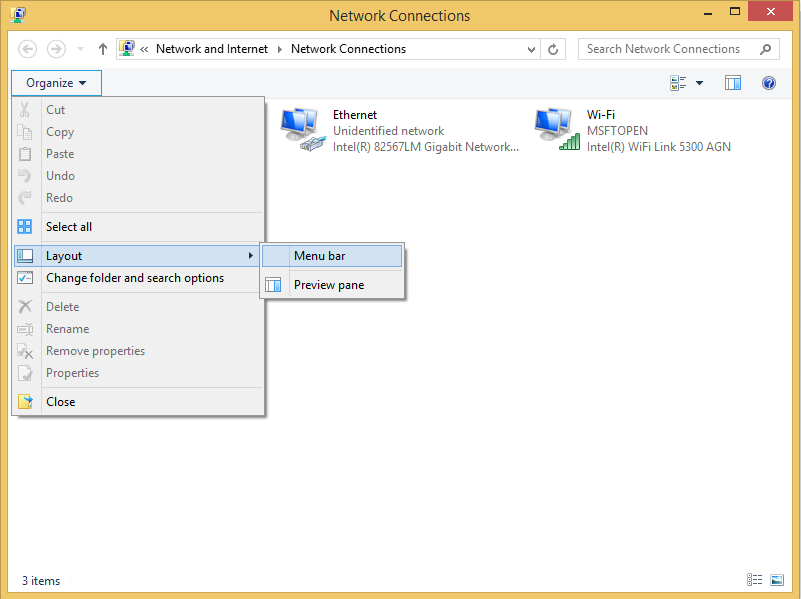 Network Connections
« Network and Internet Network Connections
Search Network Connections
Organize
Cut
Copy
Paste
Undo
Redo
Select all
Layout
Change folder and search options
Delete
Rename
Remove properties
Properties
Close
Menu bar
Preview pane
Ethernet
Unidentified network
Intel(R) 82567LM Gigabit Network...
Wi-Fi
MSFTOPEN
Intel(R) WiFi Link 5300 AGN
3 items